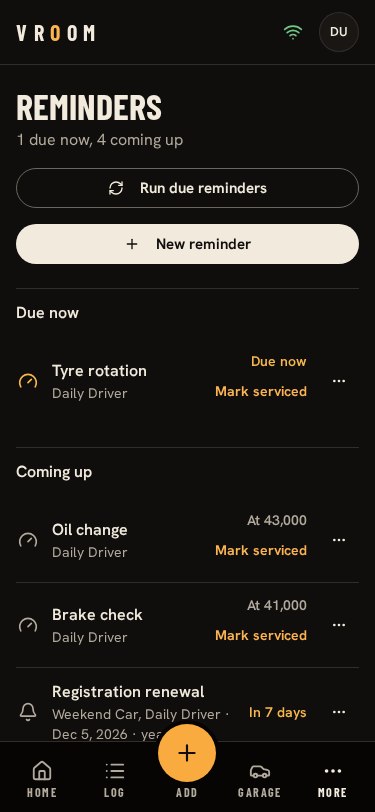 VROOM
DU
REMINDERS
1 due now, 4 coming up
Run due reminders
New reminder
Due now
Tyre rotation
Daily Driver
Due now
Mark serviced
Coming up
Oil change
Daily Driver
At 43,000
Mark serviced
Brake check
Daily Driver
At 41,000
Mark serviced
Registration renewal
Weekend Car, Daily Driver ·
Dec 5, 2026 ·
In 7 days
HOME
LOG
ADD
GARAGE
MORE